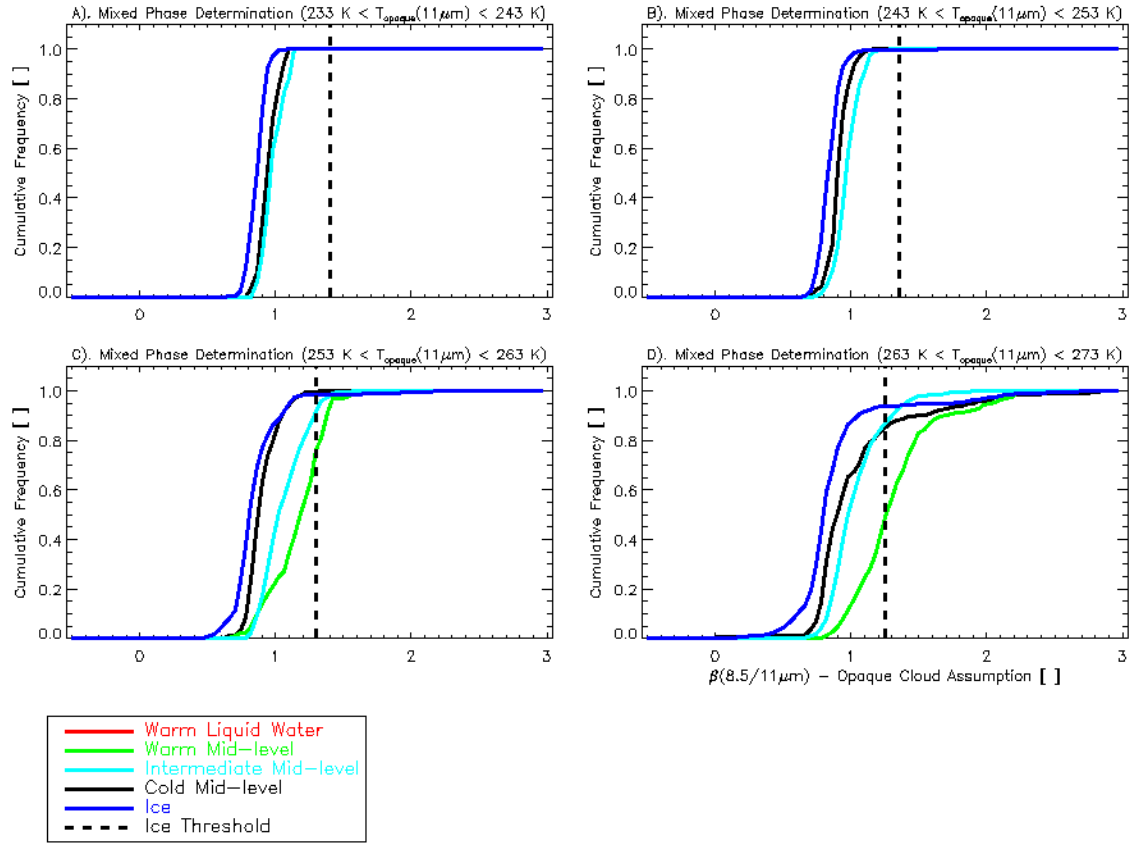 A). Mixed Phase Determination (233 K < Topaque(11μm) < 243 K)
Cumulative Frequency [ ]
1.0
0.8
0.6
0.4
0.2
0.0
0 1 2 3
B). Mixed Phase Determination (243 K < Topaque(11μm) < 253 K)
Cumulative Frequency [ ]
1.0
0.8
0.6
0.4
0.2
0.0
0 1 2 3
C). Mixed Phase Determination (253 K < Topaque(11μm) < 263 K)
Cumulative Frequency [ ]
1.0
0.8
0.6
0.4
0.2
0.0
0 1 2 3
D). Mixed Phase Determination (263 K < Topaque(11μm) < 273 K)
Cumulative Frequency [ ]
1.0
0.8
0.6
0.4
0.2
0.0
0 1 2 3
β(8.5/11μm) – Opaque Cloud Assumption [ ]
Warm Liquid Water
Warm Mid–level
Intermediate Mid–level
Cold Mid–level
Ice
Ice Threshold